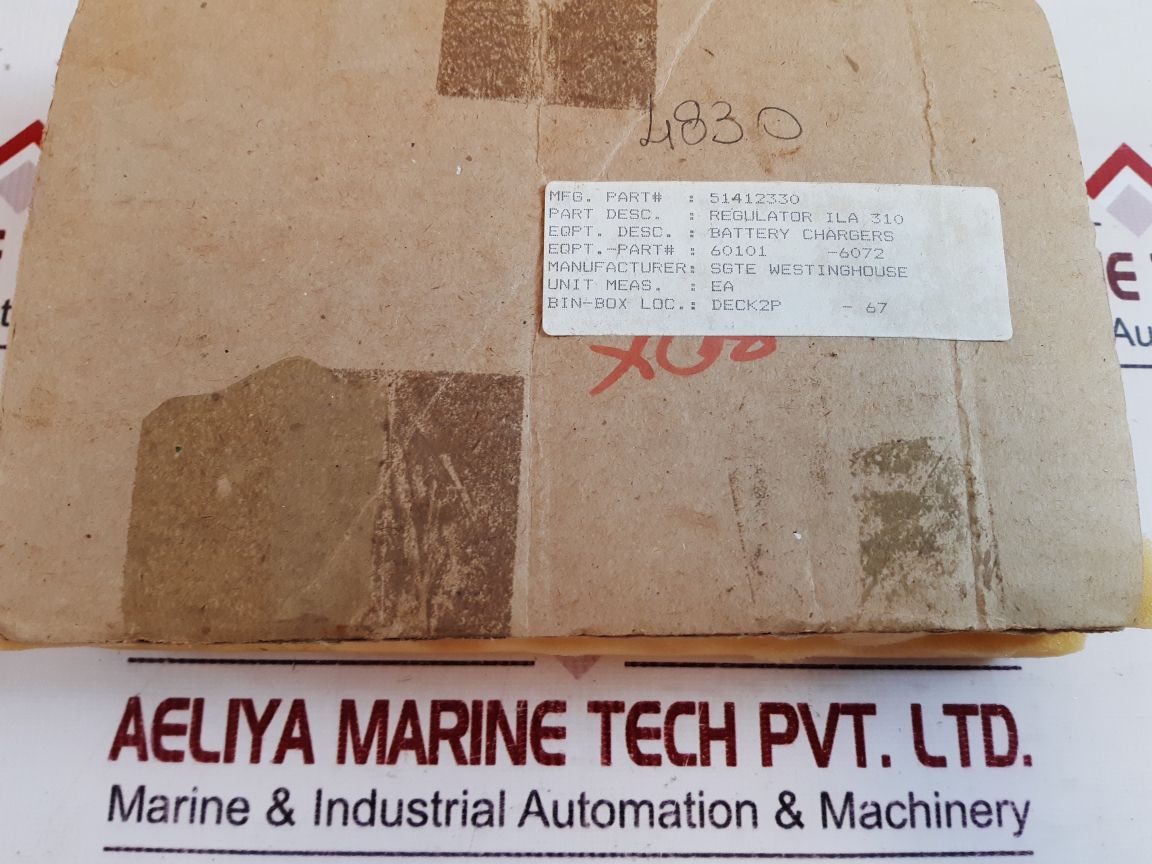 4830
MFG. PART# : 51412330
PART DESC. : REGULATOR ILA 310
EQPT. DESC. : BATTERY CHARGERS
EQPT.-PART# : 60101 -6072
MANUFACTURER: SGTE WESTINGHOUSE
UNIT MEAS. : EA
BIN-BOX LOC.: DECK2P - 67
AELIYA MARINE TECH PVT. LTD.
Marine & Industrial Automation & Machinery